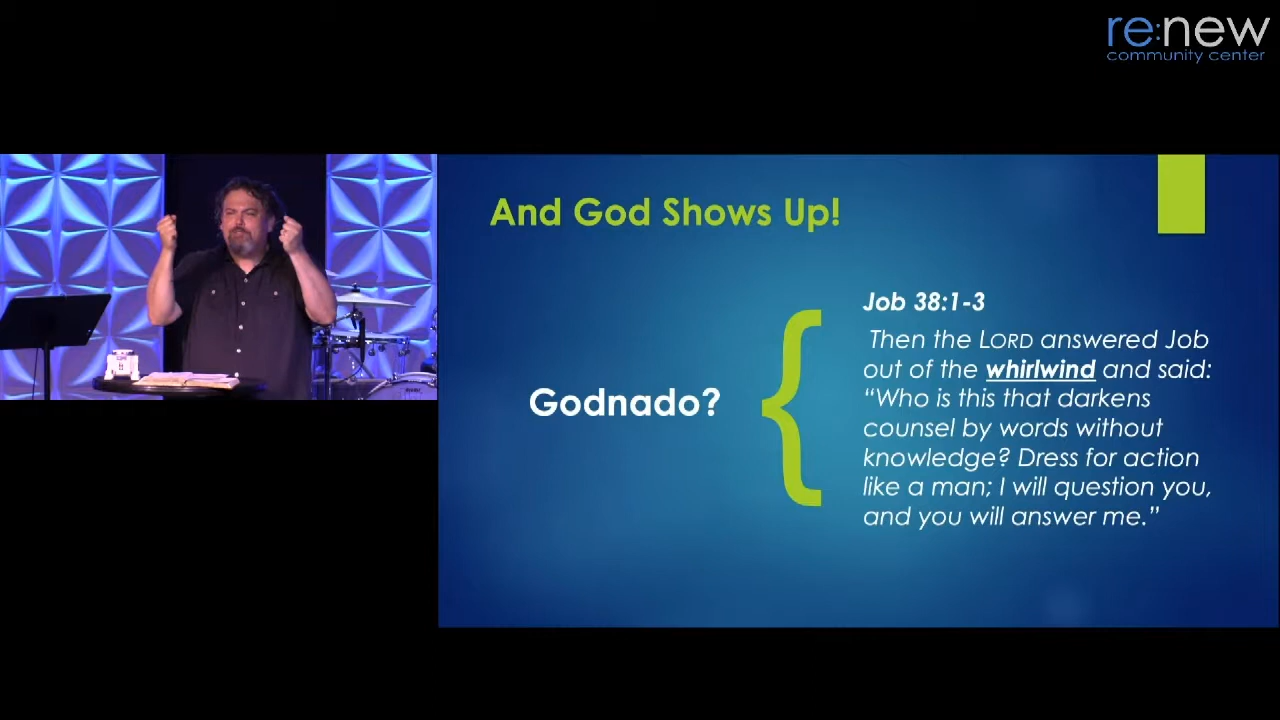 re:new
community center
And God Shows Up!
Job 38:1-3
Then the LORD answered Job
out of the whirlwind and said:
“Who is this that darkens
counsel by words without
knowledge? Dress for action
like a man; I will question you,
and you will answer me.”
Godnado?